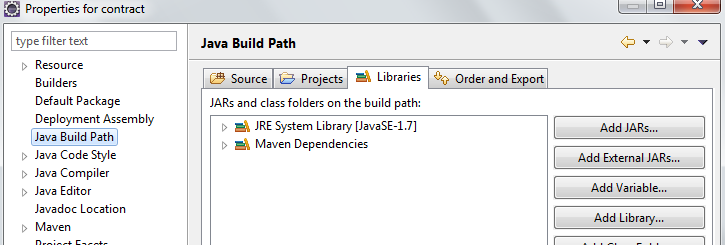 Properties for contract
type filter text
Resource
Builders
Default Package
Deployment Assembly
Java Build Path
Java Code Style
Java Compiler
Java Editor
Javadoc Location
Maven
Project Facets
Java Build Path
Source Projects Libraries Order and Export
JARs and class folders on the build path:
JRE System Library [JavaSE-1.7]
Maven Dependencies
Add JARs...
Add External JARs...
Add Variable...
Add Library...